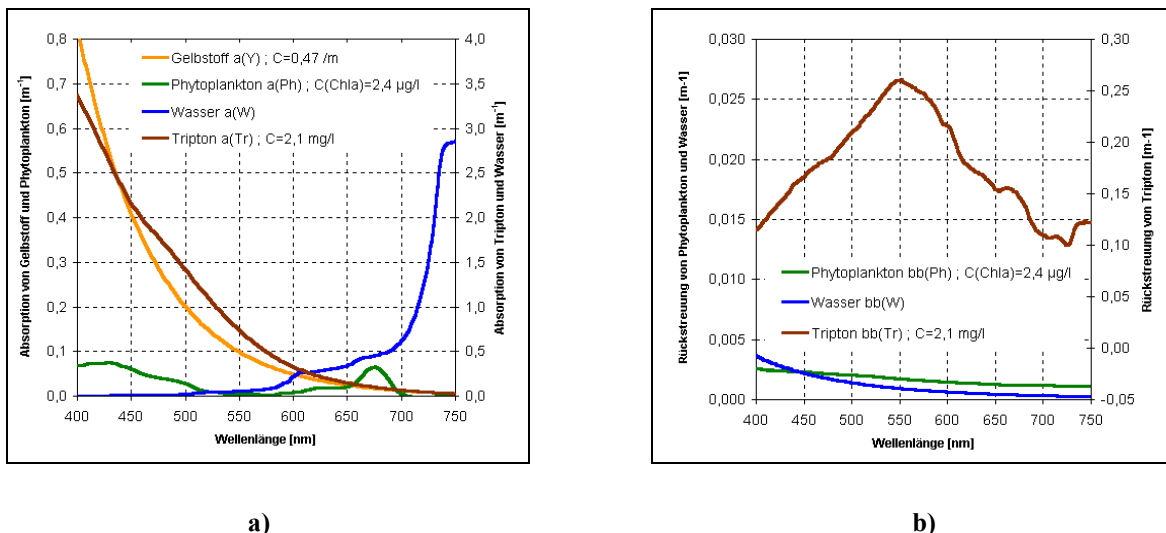 Absorption von Gelbstoff und Phytoplankton [m⁻¹]
0,8
0,7
0,6
0,5
0,4
0,3
0,2
0,1
0,0
Gelbstoff a(Y) ; C=0,47 /m
Phytoplankton a(Ph) ; C(Chla)=2,4 µg/l
Wasser a(W)
Tripton a(Tr) ; C=2,1 mg/l
4,0
3,5
3,0
2,5
2,0
1,5
1,0
0,5
0,0
Absorption von Tripton und Wasser [m⁻¹]
400 450 500 550 600 650 700 750
Wellenlänge [nm]
a)
Rückstreuung von Phytoplankton und Wasser [m-1]
0,030
0,025
0,020
0,015
0,010
0,005
0,000
Phytoplankton bb(Ph) ; C(Chla)=2,4 µg/l
Wasser bb(W)
Tripton bb(Tr) ; C=2,1 mg/l
0,30
0,25
0,20
0,15
0,10
0,05
0,00
-0,05
Rückstreuung von Tripton [m-1]
400 450 500 550 600 650 700 750
Wellenlänge [nm]
b)